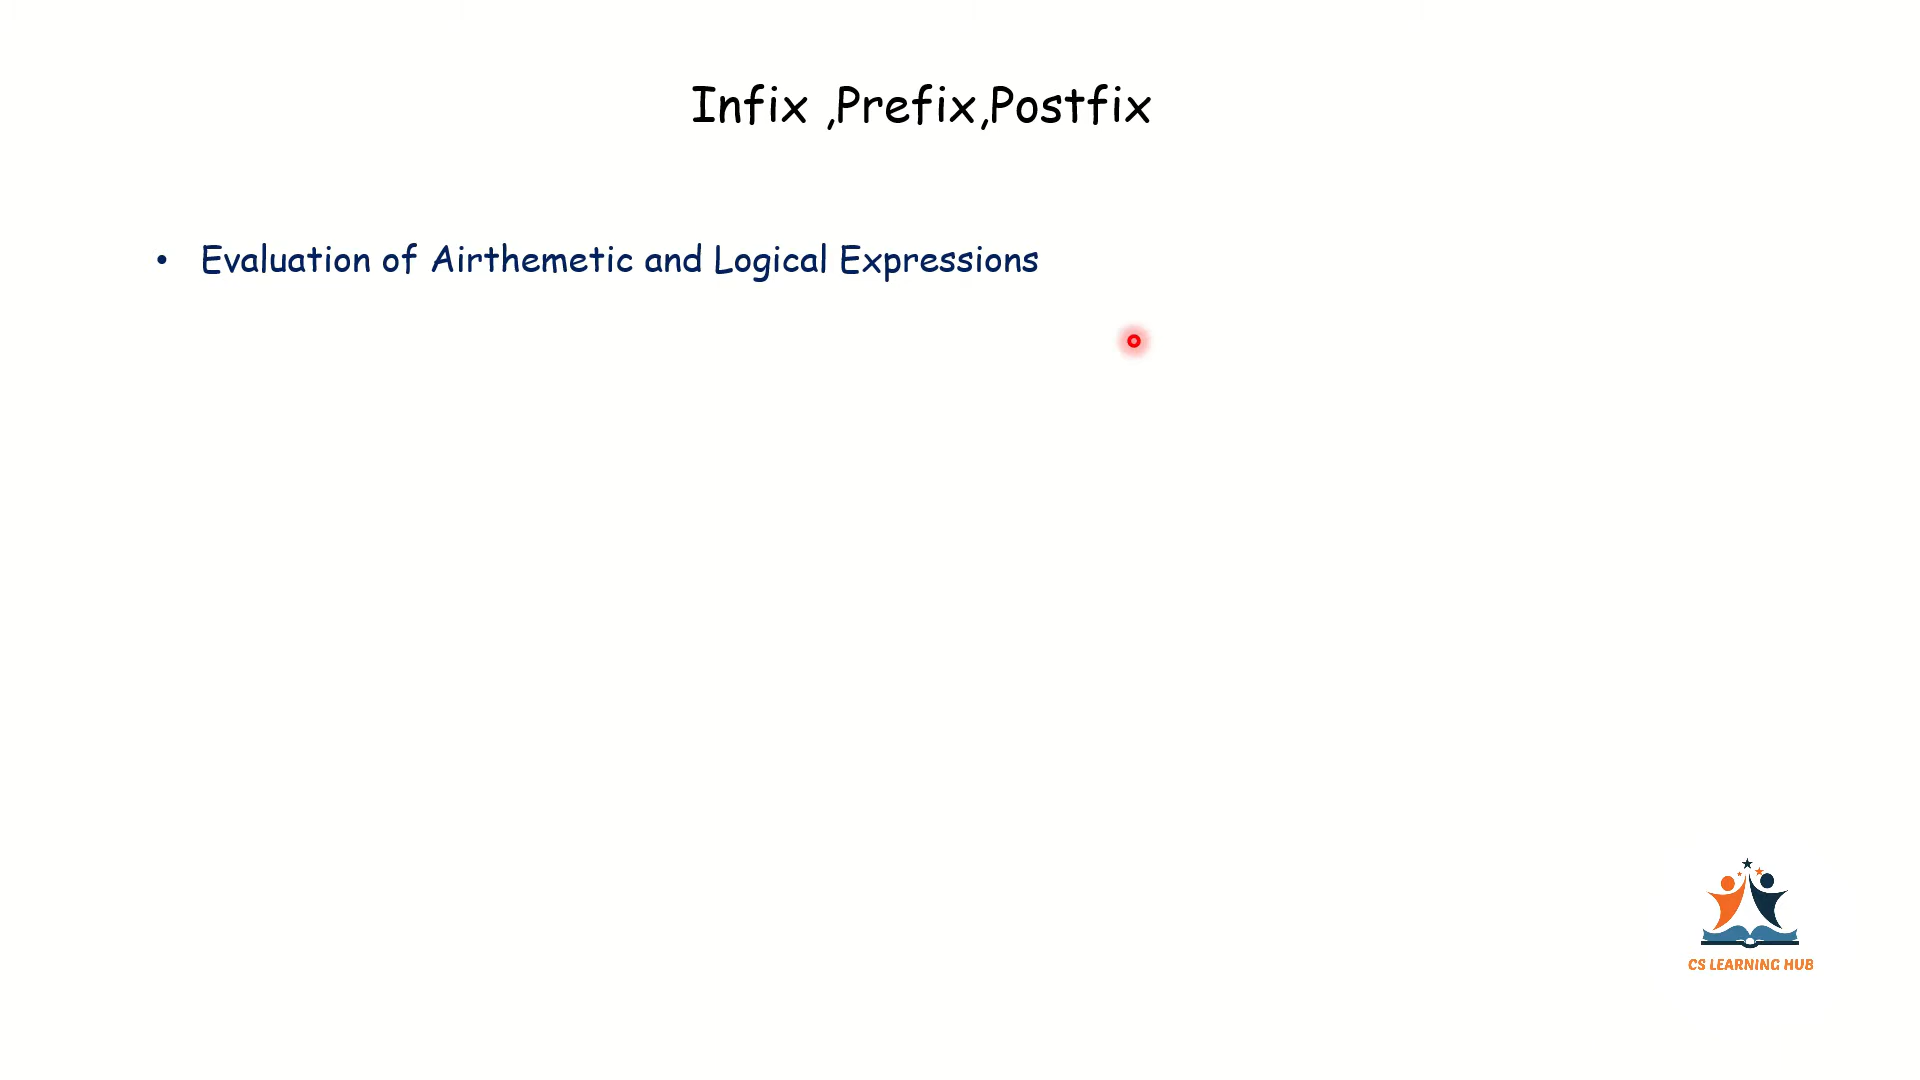 Infix ,Prefix,Postfix
• Evaluation of Airthemetic and Logical Expressions
CS LEARNING HUB